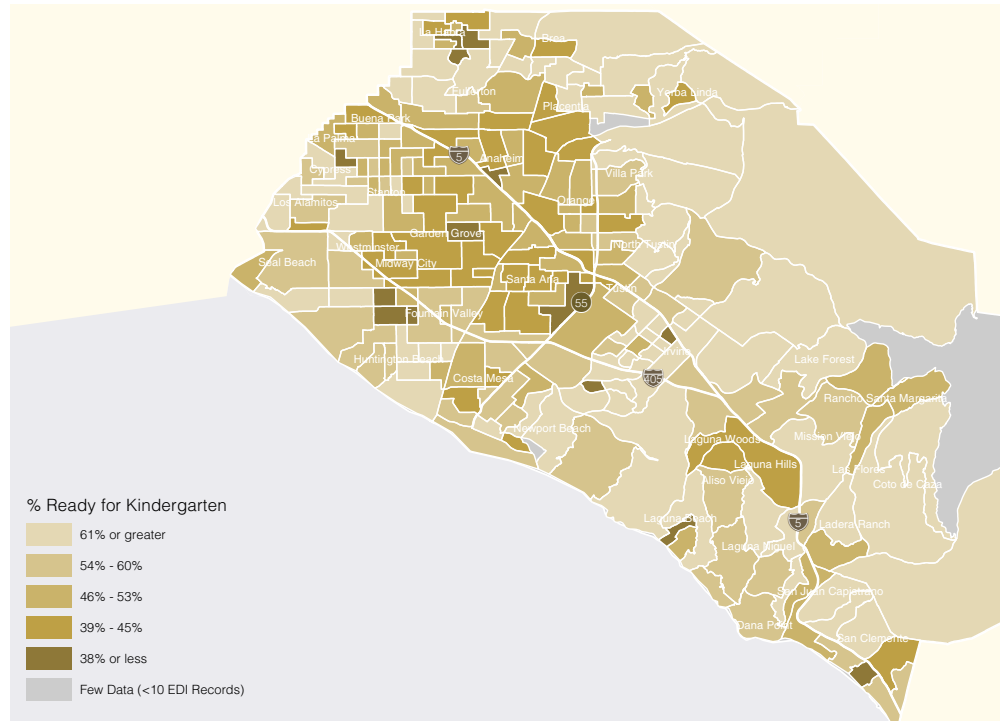 La Habra
Brea
Fullerton
Placentia
Yerba Linda
Buena Park
La Palma
5
Anaheim
Cypress
Villa Park
Stanton
Los Alamitos
Orange
Garden Grove
Westminster
North Tustin
Midway City
Seal Beach
Santa Ana
Tustin
55
Fountain Valley
Huntington Beach
Irvine
Lake Forest
Costa Mesa
405
Rancho Santa Margarita
Newport Beach
Laguna Woods
Mission Viejo
Laguna Hills
Las Flores
Aliso Viejo
Coto de Caza
Laguna Beach
5
Ladera Ranch
Laguna Niguel
San Juan Capistrano
Dana Point
San Clemente
% Ready for Kindergarten
61% or greater
54% - 60%
46% - 53%
39% - 45%
38% or less
Few Data (<10 EDI Records)